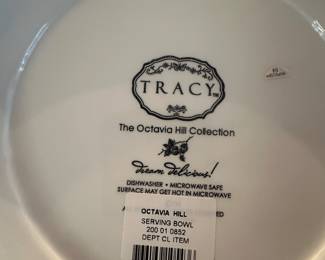 TRACY™
The Octavia Hill Collection
dream delicious!
DISHWASHER • MICROWAVE SAFE
SURFACE MAY GET HOT IN MICROWAVE
OCTAVIA HILL
SERVING BOWL
200 01 0852
DEPT CL ITEM